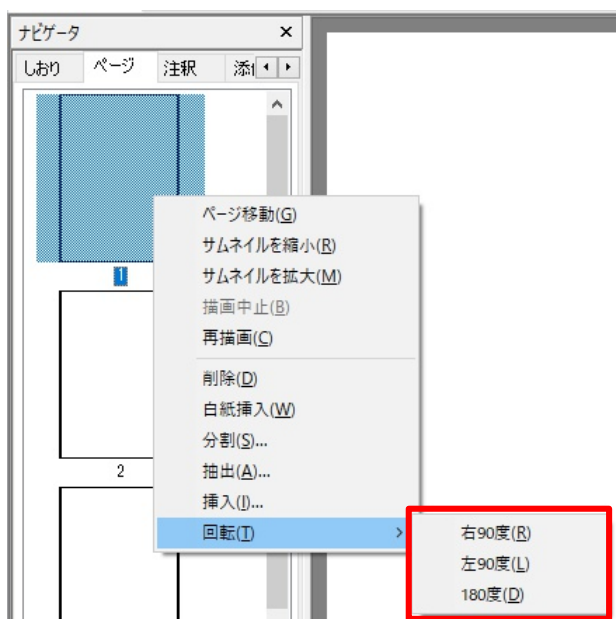 ナビゲータ
しおり ページ 注釈
1
2
ページ移動(G)
サムネイルを縮小(R)
サムネイルを拡大(M)
描画中止(B)
再描画(C)
削除(D)
白紙挿入(W)
分割(S)...
抽出(A)...
挿入(I)...
回転(T)
右90度(R)
左90度(L)
180度(D)